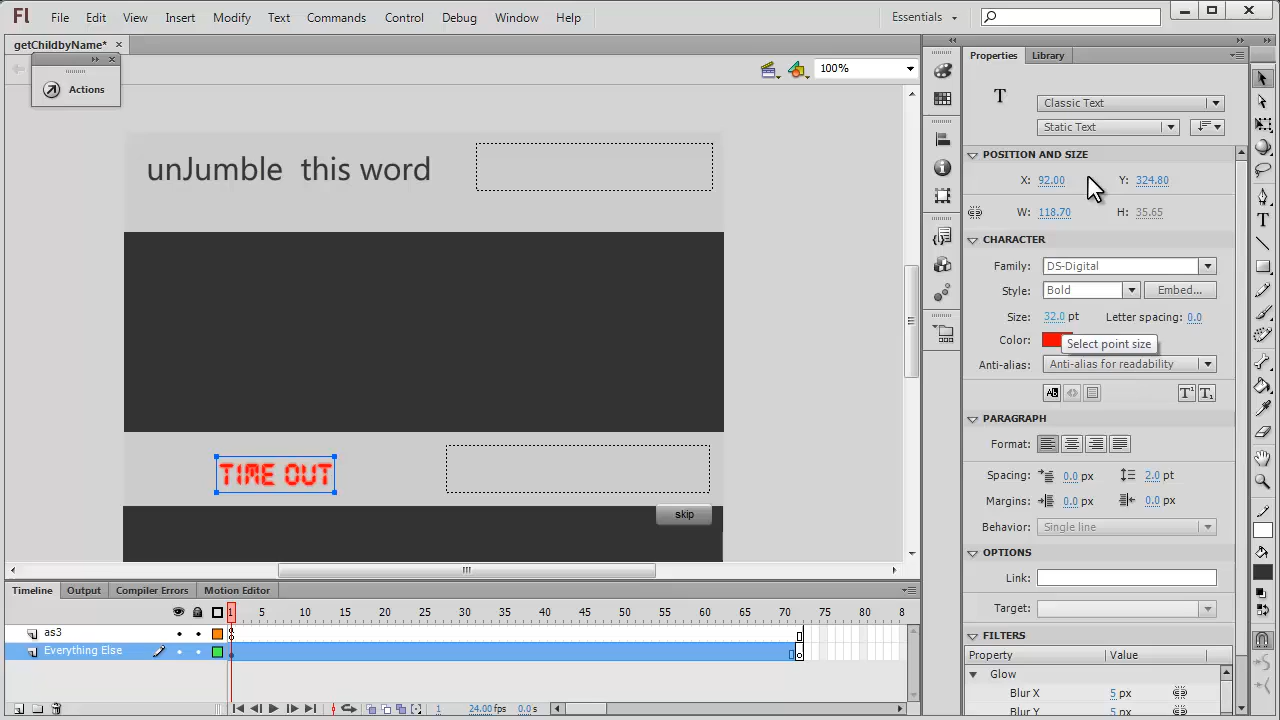 Fl File Edit View Insert Modify Text Commands Control Debug Window Help Essentials
getChildbyName* ×
Actions
100%
unJumble this word
TIME OUT
skip
Properties Library
T
Classic Text
Static Text
POSITION AND SIZE
X: 92.00 Y: 324.80
W: 118.70 H: 35.65
CHARACTER
Family: DS-Digital
Style: Bold Embed...
Size: 32.0 pt Letter spacing: 0.0
Color: Select point size
Anti-alias: Anti-alias for readability
PARAGRAPH
Format:
Spacing: 0.0 px 2.0 pt
Margins: 0.0 px 0.0 px
Behavior: Single line
OPTIONS
Link:
Target:
FILTERS
Property Value
Glow
Blur X 5 px
Blur Y 5 px
Timeline Output Compiler Errors Motion Editor
1 5 10 15 20 25 30 35 40 45 50 55 60 65 70 75 80 85 8
as3
Everything Else
1 24.00 fps 0.0 s